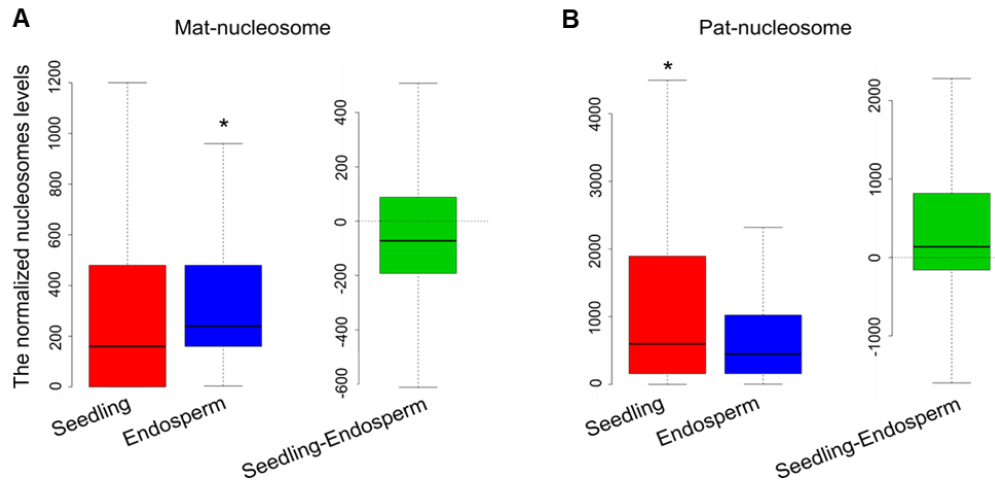 A
Mat-nucleosome
The normalized nucleosomes levels
1200
1000
800
600
400
200
0
*
Seedling
Endosperm
400
200
0
-200
-400
-600
Seedling-Endosperm
B
Pat-nucleosome
4000
3000
2000
1000
0
*
Seedling
Endosperm
2000
1000
0
-1000
Seedling-Endosperm